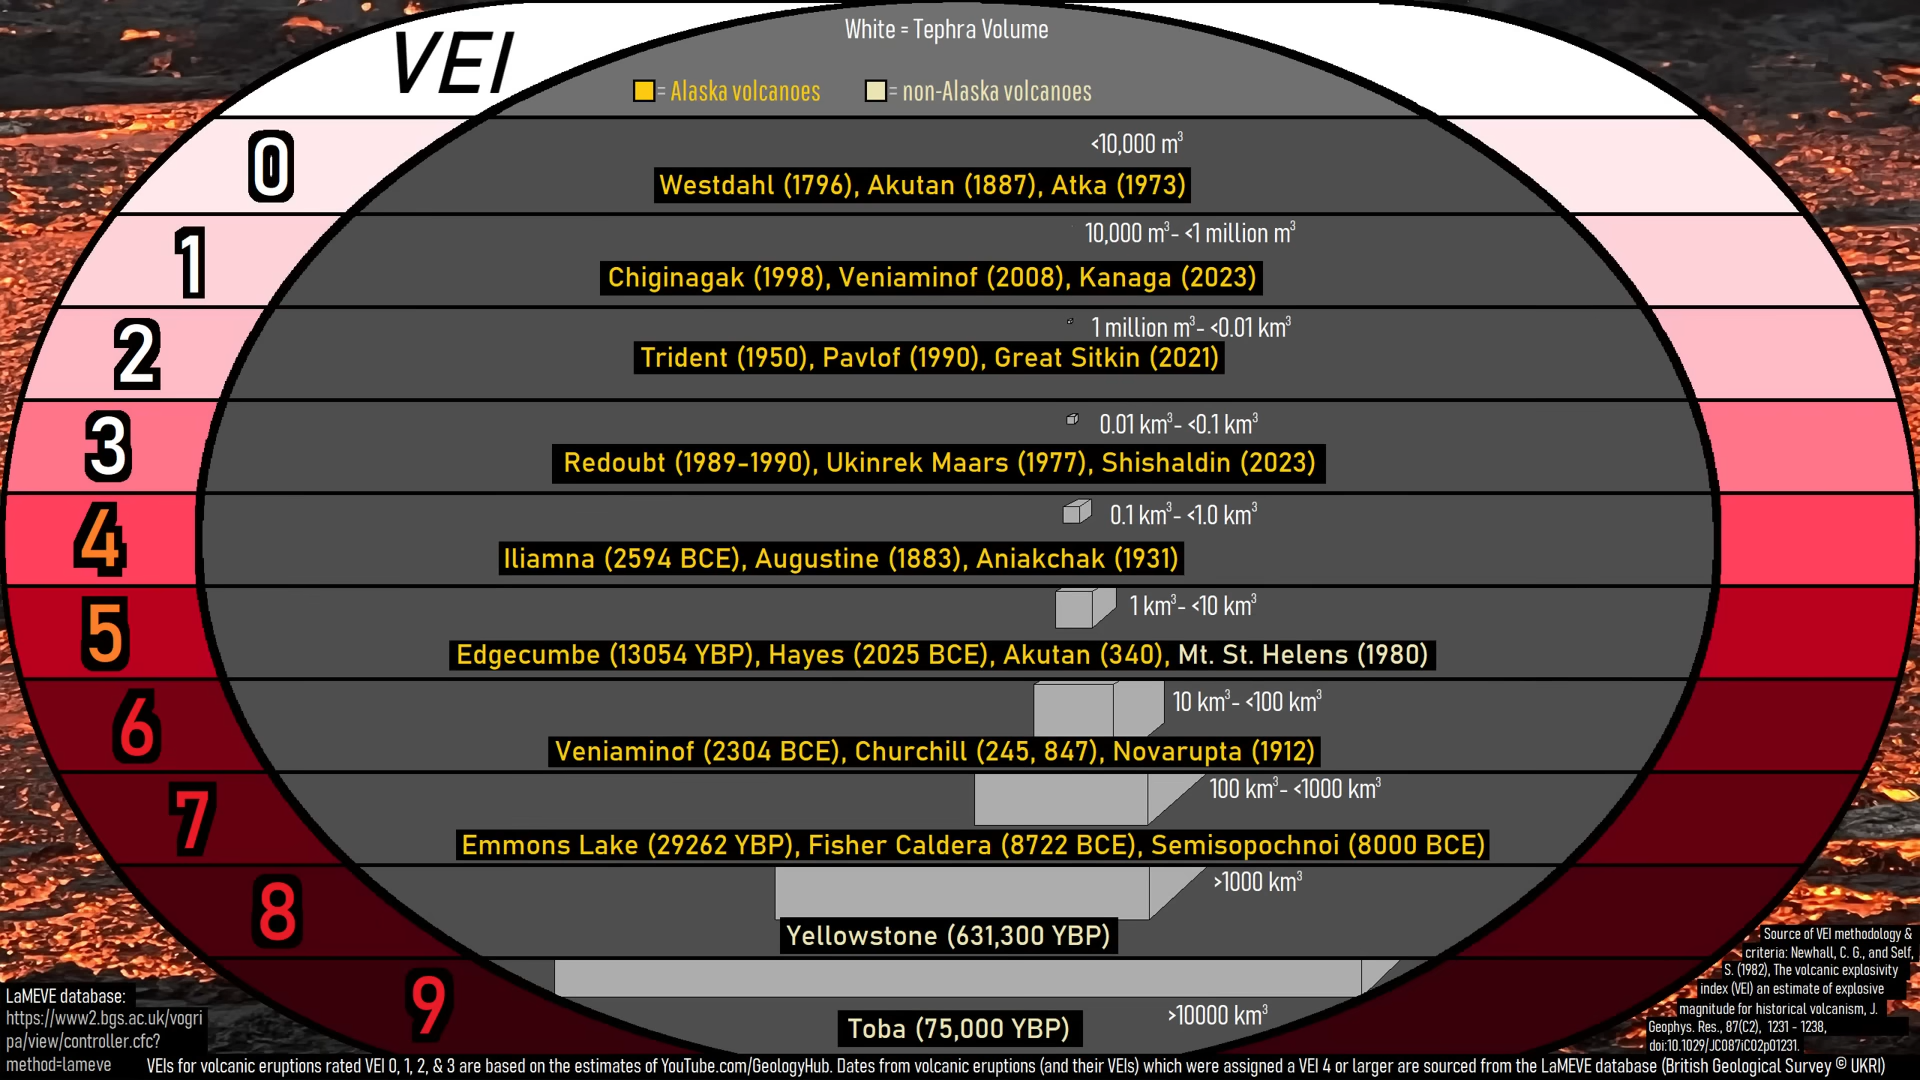 VEI
White = Tephra Volume
= Alaska volcanoes = non-Alaska volcanoes
0
<10,000 m³
Westdahl (1796), Akutan (1887), Atka (1973)
1
10,000 m³- <1 million m³
Chiginagak (1998), Veniaminof (2008), Kanaga (2023)
2
1 million m³- <0.01 km³
Trident (1950), Pavlof (1990), Great Sitkin (2021)
3
0.01 km³- <0.1 km³
Redoubt (1989-1990), Ukinrek Maars (1977), Shishaldin (2023)
4
0.1 km³- <1.0 km³
Iliamna (2594 BCE), Augustine (1883), Aniakchak (1931)
5
1 km³- <10 km³
Edgecumbe (13054 YBP), Hayes (2025 BCE), Akutan (340), Mt. St. Helens (1980)
6
10 km³- <100 km³
Veniaminof (2304 BCE), Churchill (245, 847), Novarupta (1912)
7
100 km³- <1000 km³
Emmons Lake (29262 YBP), Fisher Caldera (8722 BCE), Semisopochnoi (8000 BCE)
8
>1000 km³
Yellowstone (631,300 YBP)
9
>10000 km³
Toba (75,000 YBP)
LaMEVE database:
https://www2.bgs.ac.uk/vogri
pa/view/controller.cfc?
method=lameve
Source of VEI methodology &
criteria: Newhall, C. G., and Self,
S. (1982), The volcanic explosivity
index (VEI) an estimate of explosive
magnitude for historical volcanism, J.
Geophys. Res., 87(C2), 1231 - 1238,
doi:10.1029/JC087iC02p01231.
VEIs for volcanic eruptions rated VEI 0, 1, 2, & 3 are based on the estimates of YouTube.com/GeologyHub. Dates from volcanic eruptions (and their VEIs) which were assigned a VEI 4 or larger are sourced from the LaMEVE database (British Geological Survey © UKRI)